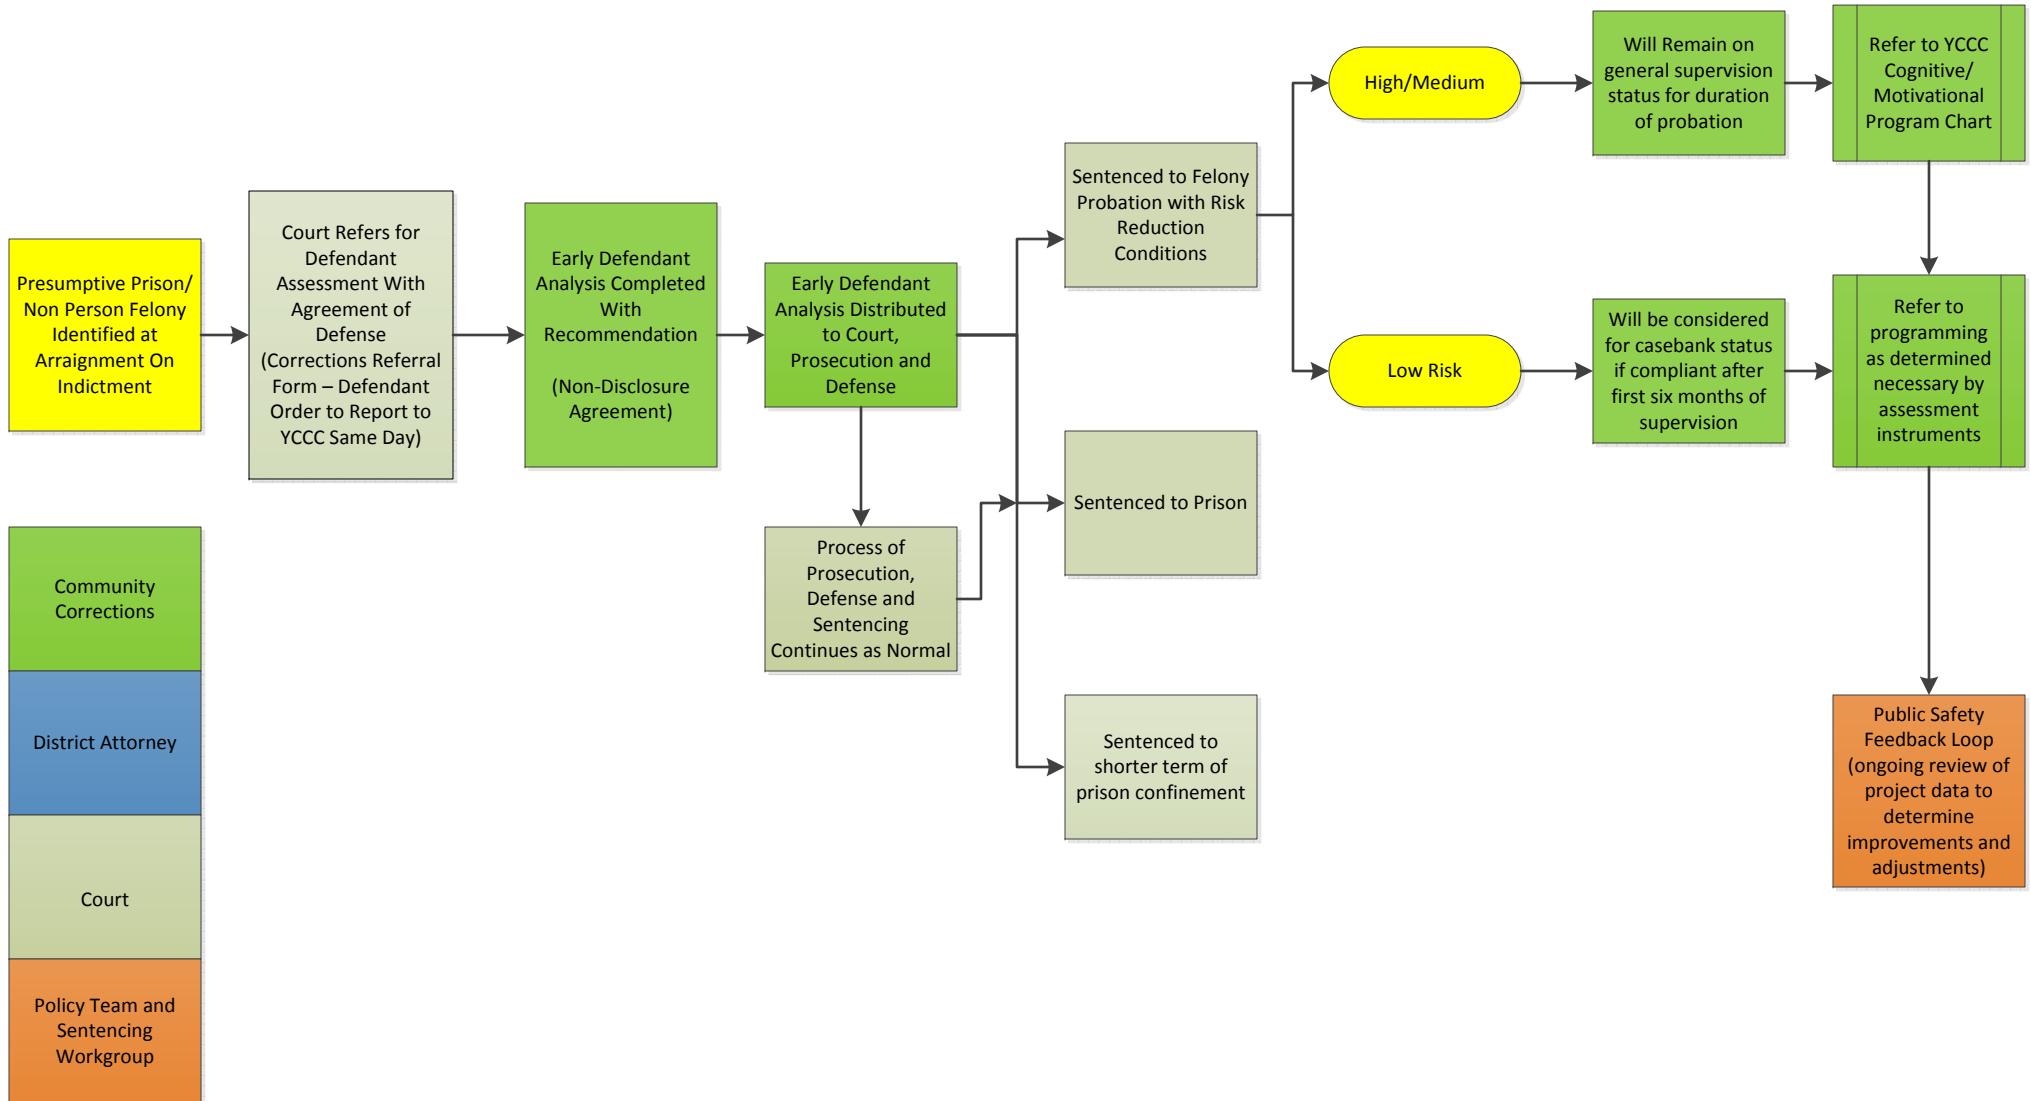 Presumptive Prison/
Non Person Felony
Identified at
Arraignment On
Indictment
Court Refers for
Defendant
Assessment With
Agreement of
Defense
(Corrections Referral
Form – Defendant
Order to Report to
YCCC Same Day)
Early Defendant
Analysis Completed
With
Recommendation
(Non-Disclosure
Agreement)
Early Defendant
Analysis Distributed
to Court,
Prosecution and
Defense
Process of
Prosecution,
Defense and
Sentencing
Continues as Normal
Sentenced to Felony
Probation with Risk
Reduction
Conditions
Sentenced to Prison
Sentenced to
shorter term of
prison confinement
High/Medium
Will Remain on
general supervision
status for duration
of probation
Refer to YCCC
Cognitive/
Motivational
Program Chart
Low Risk
Will be considered
for casebank status
if compliant after
first six months of
supervision
Refer to
programming
as determined
necessary by
assessment
instruments
Public Safety
Feedback Loop
(ongoing review of
project data to
determine
improvements and
adjustments)
Community
Corrections
District Attorney
Court
Policy Team and
Sentencing
Workgroup